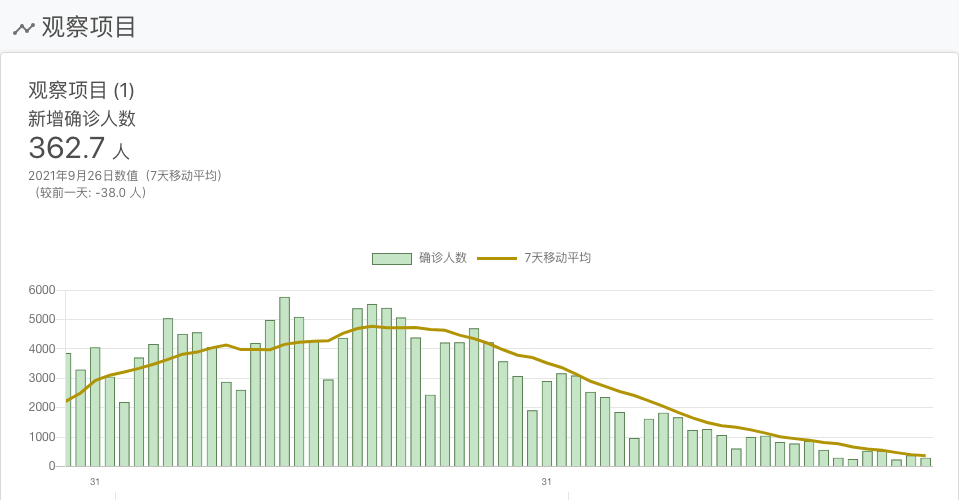 观察项目
观察项目 (1)
新增确诊人数
362.7 人
2021年9月26日数值（7天移动平均）
（较前一天: -38.0 人）
确诊人数 7天移动平均
6000
5000
4000
3000
2000
1000
0
31 31